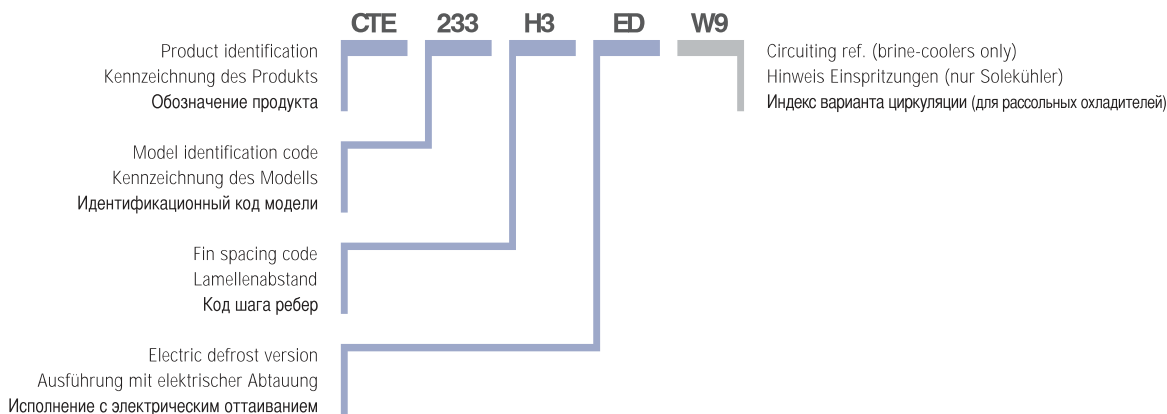 CTE 233 H3 ED W9
Product identification
Kennzeichnung des Produkts
Обозначение продукта
Circuiting ref. (brine-coolers only)
Hinweis Einspritzungen (nur Solekühler)
Индекс варианта циркуляции (для рассольных охладителей)
Model identification code
Kennzeichnung des Modells
Идентификационный код модели
Fin spacing code
Lamellenabstand
Код шага ребер
Electric defrost version
Ausführung mit elektrischer Abtauung
Исполнение с электрическим оттаиванием